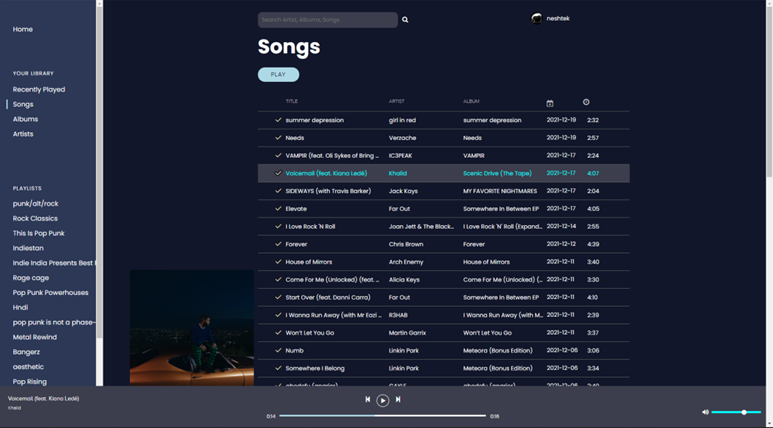 Home
YOUR LIBRARY
Recently Played
Songs
Albums
Artists
PLAYLISTS
punk/alt/rock
Rock Classics
This Is Pop Punk
Indiestan
Indie India Presents Best
Rage cage
Pop Punk Powerhouses
Hndi
pop punk is not a phase-
Metal Rewind
Bangerz
aesthetic
Pop Rising
Search Artist, Albums, Songs
neshtek
Songs
PLAY
TITLE ARTIST ALBUM
summer depression girl in red summer depression 2021-12-19 2:32
Needs Verzache Needs 2021-12-19 2:57
VAMPIR (feat. Oli Sykes of Bring ... IC3PEAK VAMPIR 2021-12-17 2:24
Voicemail (feat. Kiana Ledé) Khalid Scenic Drive (The Tape) 2021-12-17 4:07
SIDEWAYS (with Travis Barker) Jack Kays MY FAVORITE NIGHTMARES 2021-12-17 2:04
Elevate Far Out Somewhere In Between EP 2021-12-17 4:05
I Love Rock 'N Roll Joan Jett & The Black... I Love Rock 'N' Roll (Expand... 2021-12-14 2:55
Forever Chris Brown Forever 2021-12-12 4:39
House of Mirrors Arch Enemy House of Mirrors 2021-12-11 3:40
Come For Me (Unlocked) (feat. ... Alicia Keys Come For Me (Unlocked) (... 2021-12-11 3:30
Start Over (feat. Danni Carra) Far Out Somewhere In Between EP 2021-12-11 4:10
I Wanna Run Away (with Mr Eazi ... R3HAB I Wanna Run Away (with M... 2021-12-11 2:39
Won't Let You Go Martin Garrix Won't Let You Go 2021-12-11 3:37
Numb Linkin Park Meteora (Bonus Edition) 2021-12-06 3:06
Somewhere I Belong Linkin Park Meteora (Bonus Edition) 2021-12-06 3:34
Voicemail (feat. Kiana Ledé)
Khalid
0:14 0:16